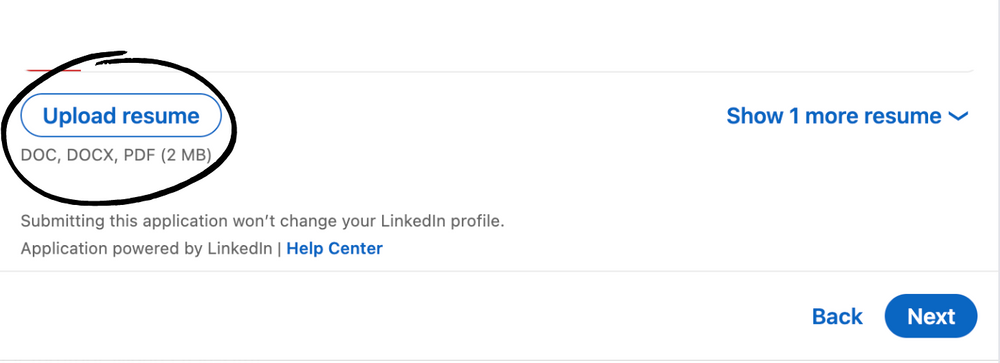 Upload resume
Show 1 more resume
DOC, DOCX, PDF (2 MB)
Submitting this application won’t change your LinkedIn profile.
Application powered by LinkedIn | Help Center
Back
Next